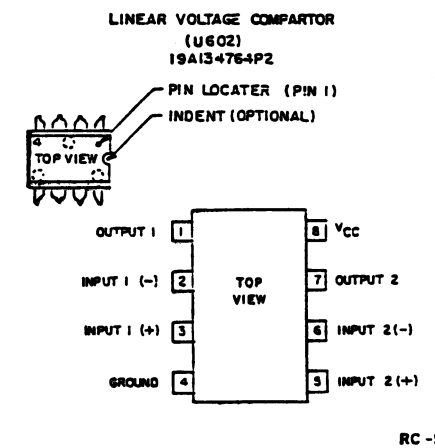 LINEAR VOLTAGE COMPARTOR
(U602)
19A134764P2
PIN LOCATER (PIN 1)
INDENT (OPTIONAL)
4
TOP VIEW
OUTPUT 1 1
8 VCC
INPUT 1 (-) 2
7 OUTPUT 2
TOP
VIEW
INPUT 1 (+) 3
6 INPUT 2(-)
GROUND 4
5 INPUT 2(+)
RC